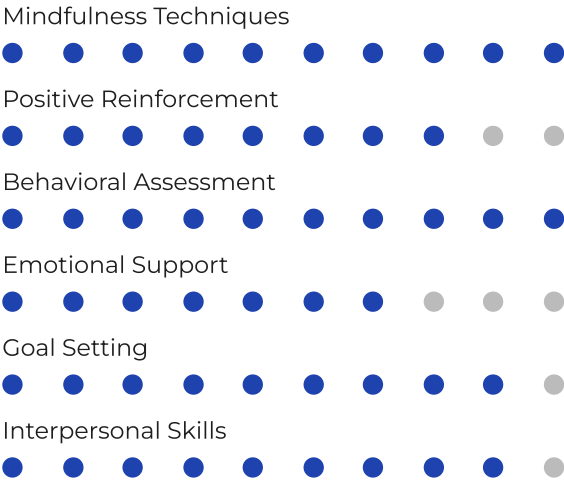 Mindfulness Techniques
Positive Reinforcement
Behavioral Assessment
Emotional Support
Goal Setting
Interpersonal Skills